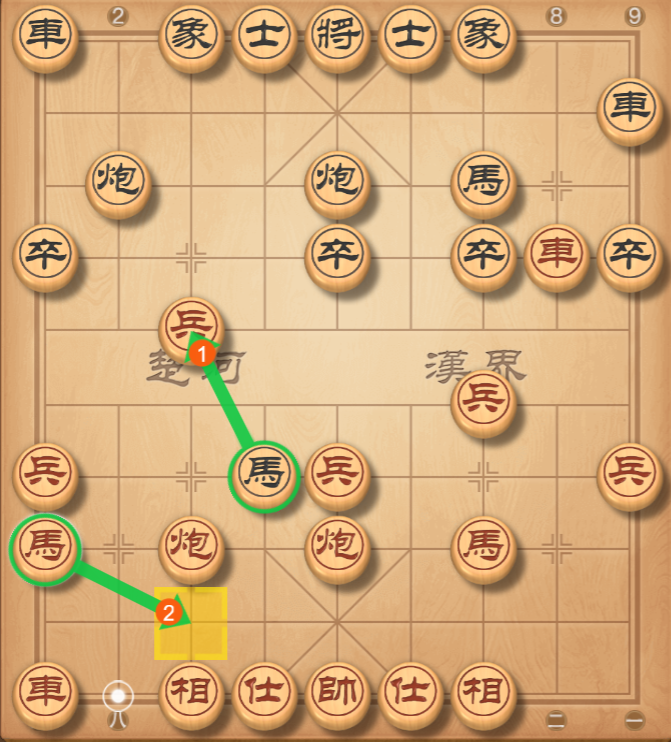 2 8 9
車 象 士 將 士 象
車
炮 炮 馬
卒 卒 卒 車 卒
兵
1
楚河 漢界
兵
兵 馬 兵 兵
馬 炮 炮 馬
2
車 相 仕 帥 仕 相
八 二 一